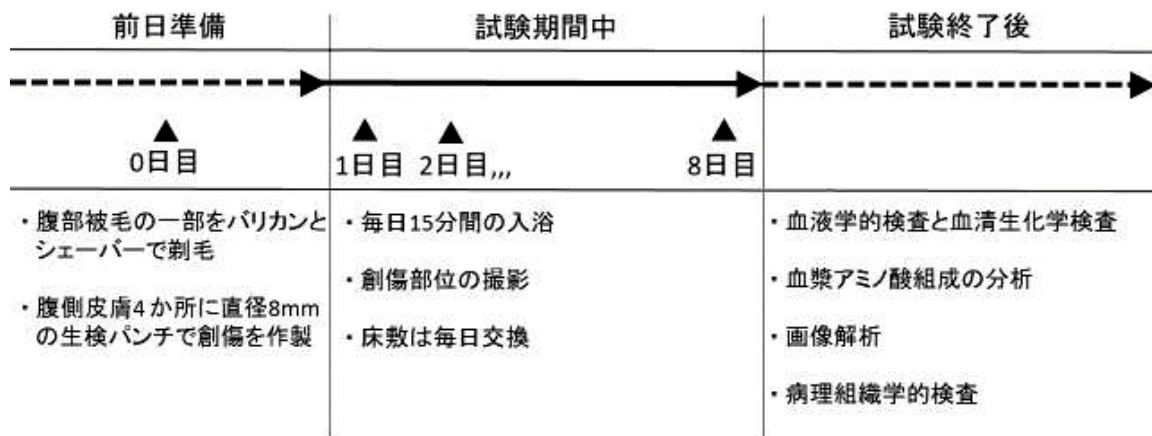 前日準備
試験期間中
試験終了後
0日目
1日目
2日目,,,
8日目
・腹部被毛の一部をバリカンと
シェーバーで剃毛
・腹側皮膚4か所に直径8mm
の生検パンチで創傷を作製
・毎日15分間の入浴
・創傷部位の撮影
・床敷は毎日交換
・血液学的検査と血清生化学検査
・血漿アミノ酸組成の分析
・画像解析
・病理組織学的検査